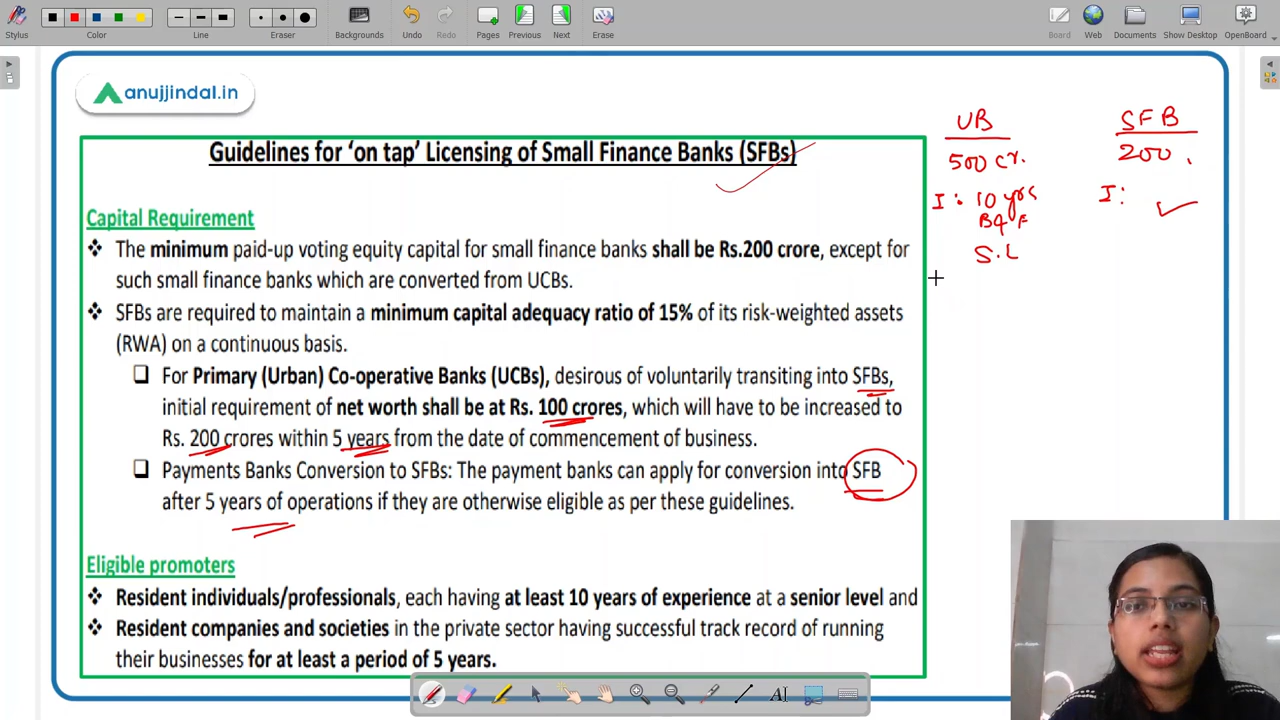 Stylus
Color
Line
Eraser
Backgrounds
Undo
Redo
Pages
Previous
Next
Erase
Board
Web
Documents
Show Desktop
OpenBoard
anujjindal.in
Guidelines for ‘on tap’ Licensing of Small Finance Banks (SFBs)
Capital Requirement
❖ The minimum paid-up voting equity capital for small finance banks shall be Rs.200 crore, except for
such small finance banks which are converted from UCBs.
❖ SFBs are required to maintain a minimum capital adequacy ratio of 15% of its risk-weighted assets
(RWA) on a continuous basis.
❑ For Primary (Urban) Co-operative Banks (UCBs), desirous of voluntarily transiting into SFBs,
initial requirement of net worth shall be at Rs. 100 crores, which will have to be increased to
Rs. 200 crores within 5 years from the date of commencement of business.
❑ Payments Banks Conversion to SFBs: The payment banks can apply for conversion into SFB
after 5 years of operations if they are otherwise eligible as per these guidelines.
Eligible promoters
❖ Resident individuals/professionals, each having at least 10 years of experience at a senior level and
❖ Resident companies and societies in the private sector having successful track record of running
their businesses for at least a period of 5 years.
UB
500 cr.
I: 10 yrs
B&F
S.L
SFB
200.
I:
AI